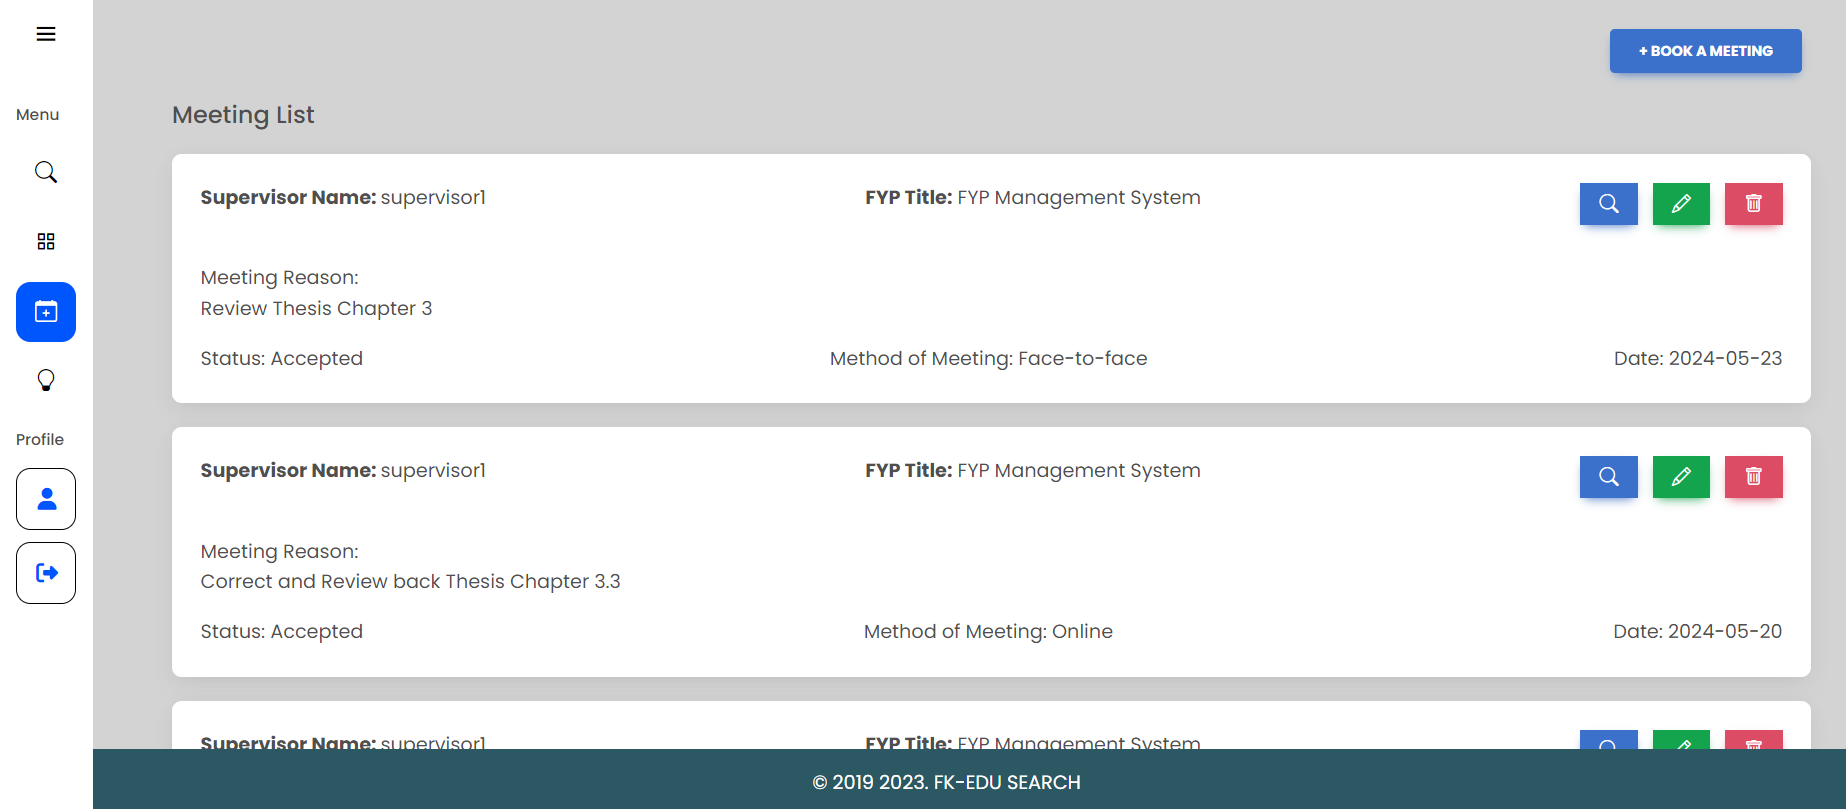 + BOOK A MEETING
Menu
Meeting List
Supervisor Name: supervisor1 FYP Title: FYP Management System
Meeting Reason:
Review Thesis Chapter 3
Status: Accepted Method of Meeting: Face-to-face Date: 2024-05-23
Profile
Supervisor Name: supervisor1 FYP Title: FYP Management System
Meeting Reason:
Correct and Review back Thesis Chapter 3.3
Status: Accepted Method of Meeting: Online Date: 2024-05-20
Supervisor Name: supervisor1 FYP Title: FYP Management System
© 2019 2023. FK-EDU SEARCH